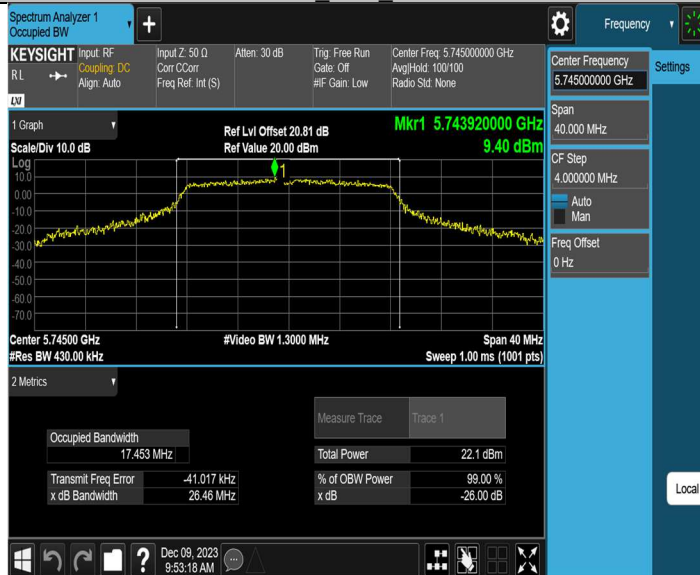 Spectrum Analyzer 1
Occupied BW
+
Frequency
KEYSIGHT
RL
LXI
Input: RF
Coupling: DC
Align: Auto
Input Z: 50 Ω
Corr CCorr
Freq Ref: Int (S)
Atten: 30 dB
Trig: Free Run
Gate: Off
#IF Gain: Low
Center Freq: 5.745000000 GHz
Avg|Hold: 100/100
Radio Std: None
Center Frequency
5.745000000 GHz
Settings
Span
40.000 MHz
CF Step
4.000000 MHz
Auto
Man
Freq Offset
0 Hz
Local
1 Graph
Scale/Div 10.0 dB
Ref Lvl Offset 20.81 dB
Ref Value 20.00 dBm
Mkr1 5.743920000 GHz
9.40 dBm
Log
10.0
0.00
-10.0
-20.0
-30.0
-40.0
-50.0
-60.0
-70.0
1
Center 5.74500 GHz
#Res BW 430.00 kHz
#Video BW 1.3000 MHz
Span 40 MHz
Sweep 1.00 ms (1001 pts)
2 Metrics
Measure Trace
Trace 1
Occupied Bandwidth
17.453 MHz
Total Power
22.1 dBm
Transmit Freq Error
-41.017 kHz
% of OBW Power
99.00 %
x dB Bandwidth
26.46 MHz
x dB
-26.00 dB
?
Dec 09, 2023
9:53:18 AM